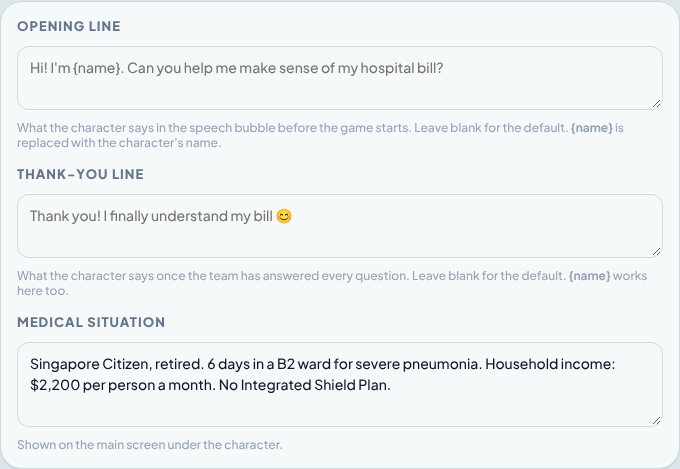 OPENING LINE
Hi! I'm {name}. Can you help me make sense of my hospital bill?
What the character says in the speech bubble before the game starts. Leave blank for the default. {name} is
replaced with the character's name.
THANK-YOU LINE
Thank you! I finally understand my bill 😊
What the character says once the team has answered every question. Leave blank for the default. {name} works
here too.
MEDICAL SITUATION
Singapore Citizen, retired. 6 days in a B2 ward for severe pneumonia. Household income:
$2,200 per person a month. No Integrated Shield Plan.
Shown on the main screen under the character.